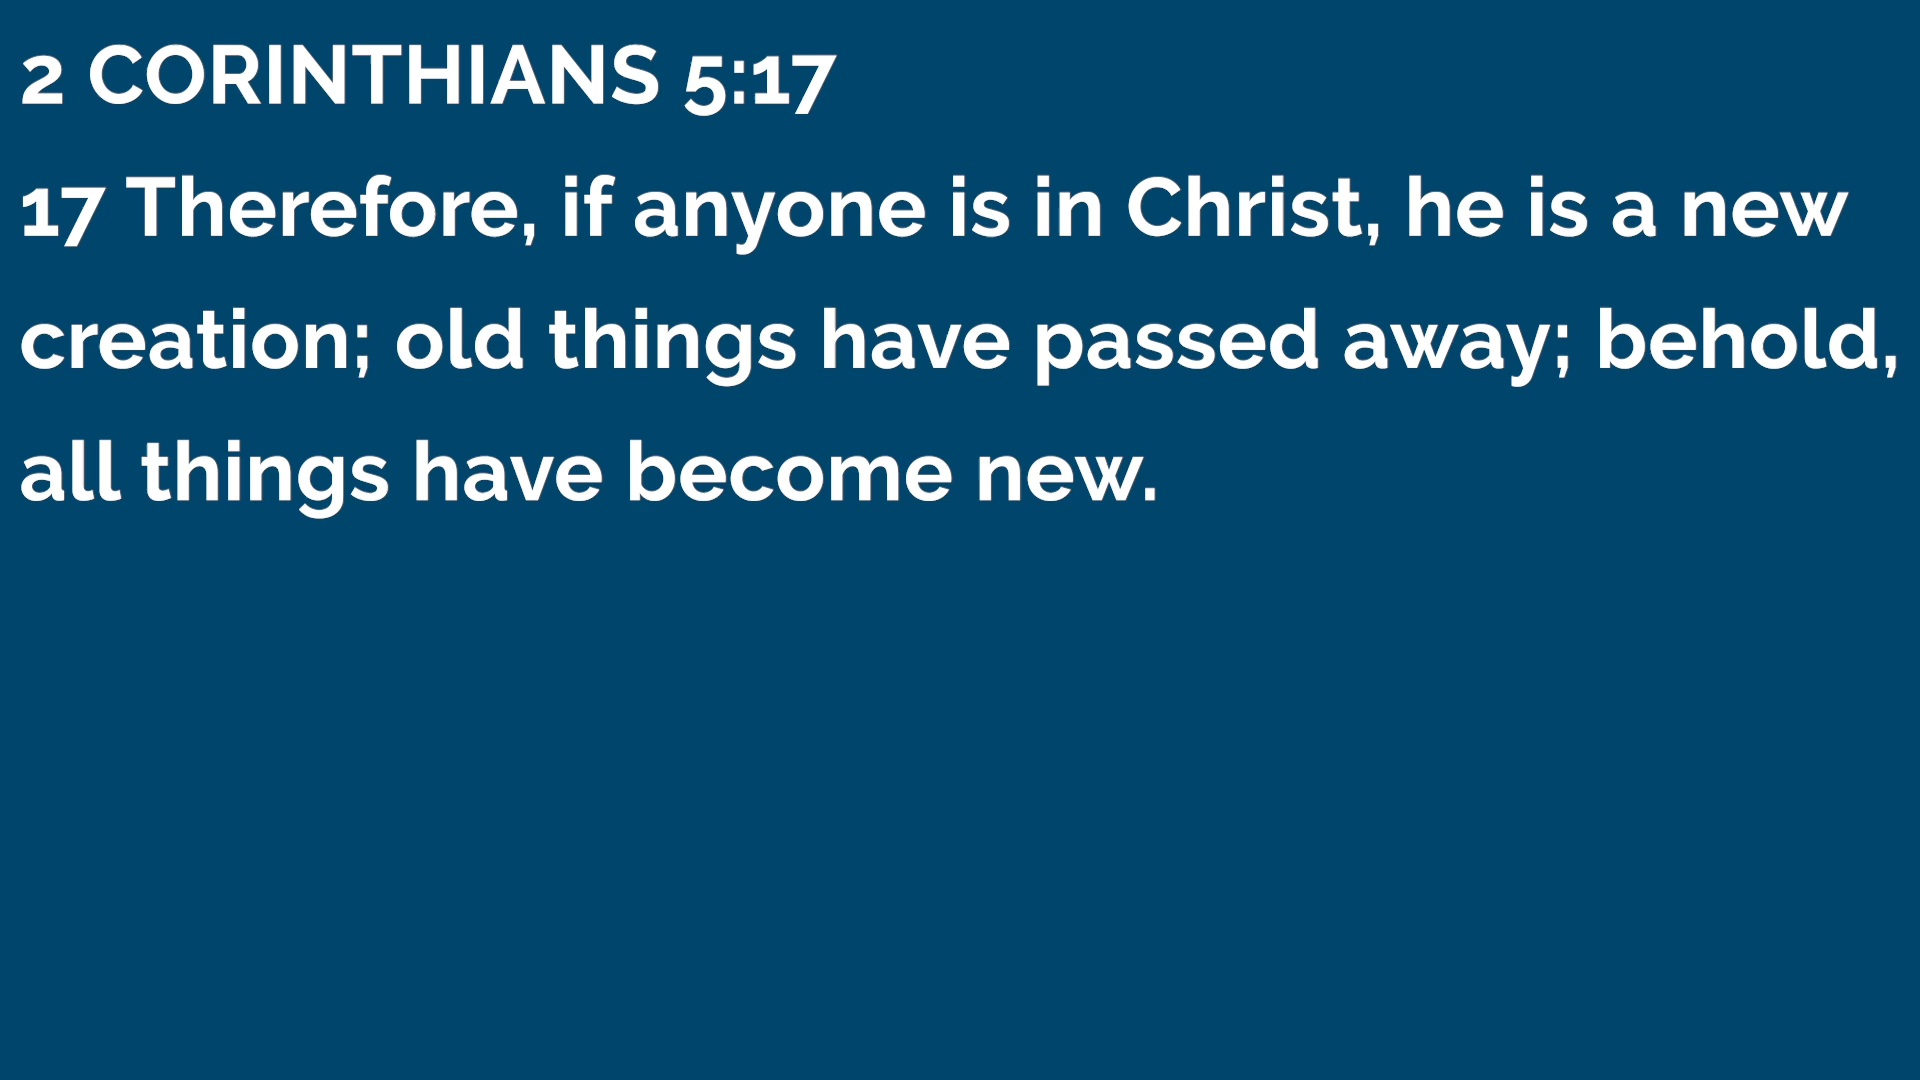 2 CORINTHIANS 5:17
17 Therefore, if anyone is in Christ, he is a new
creation; old things have passed away; behold,
all things have become new.